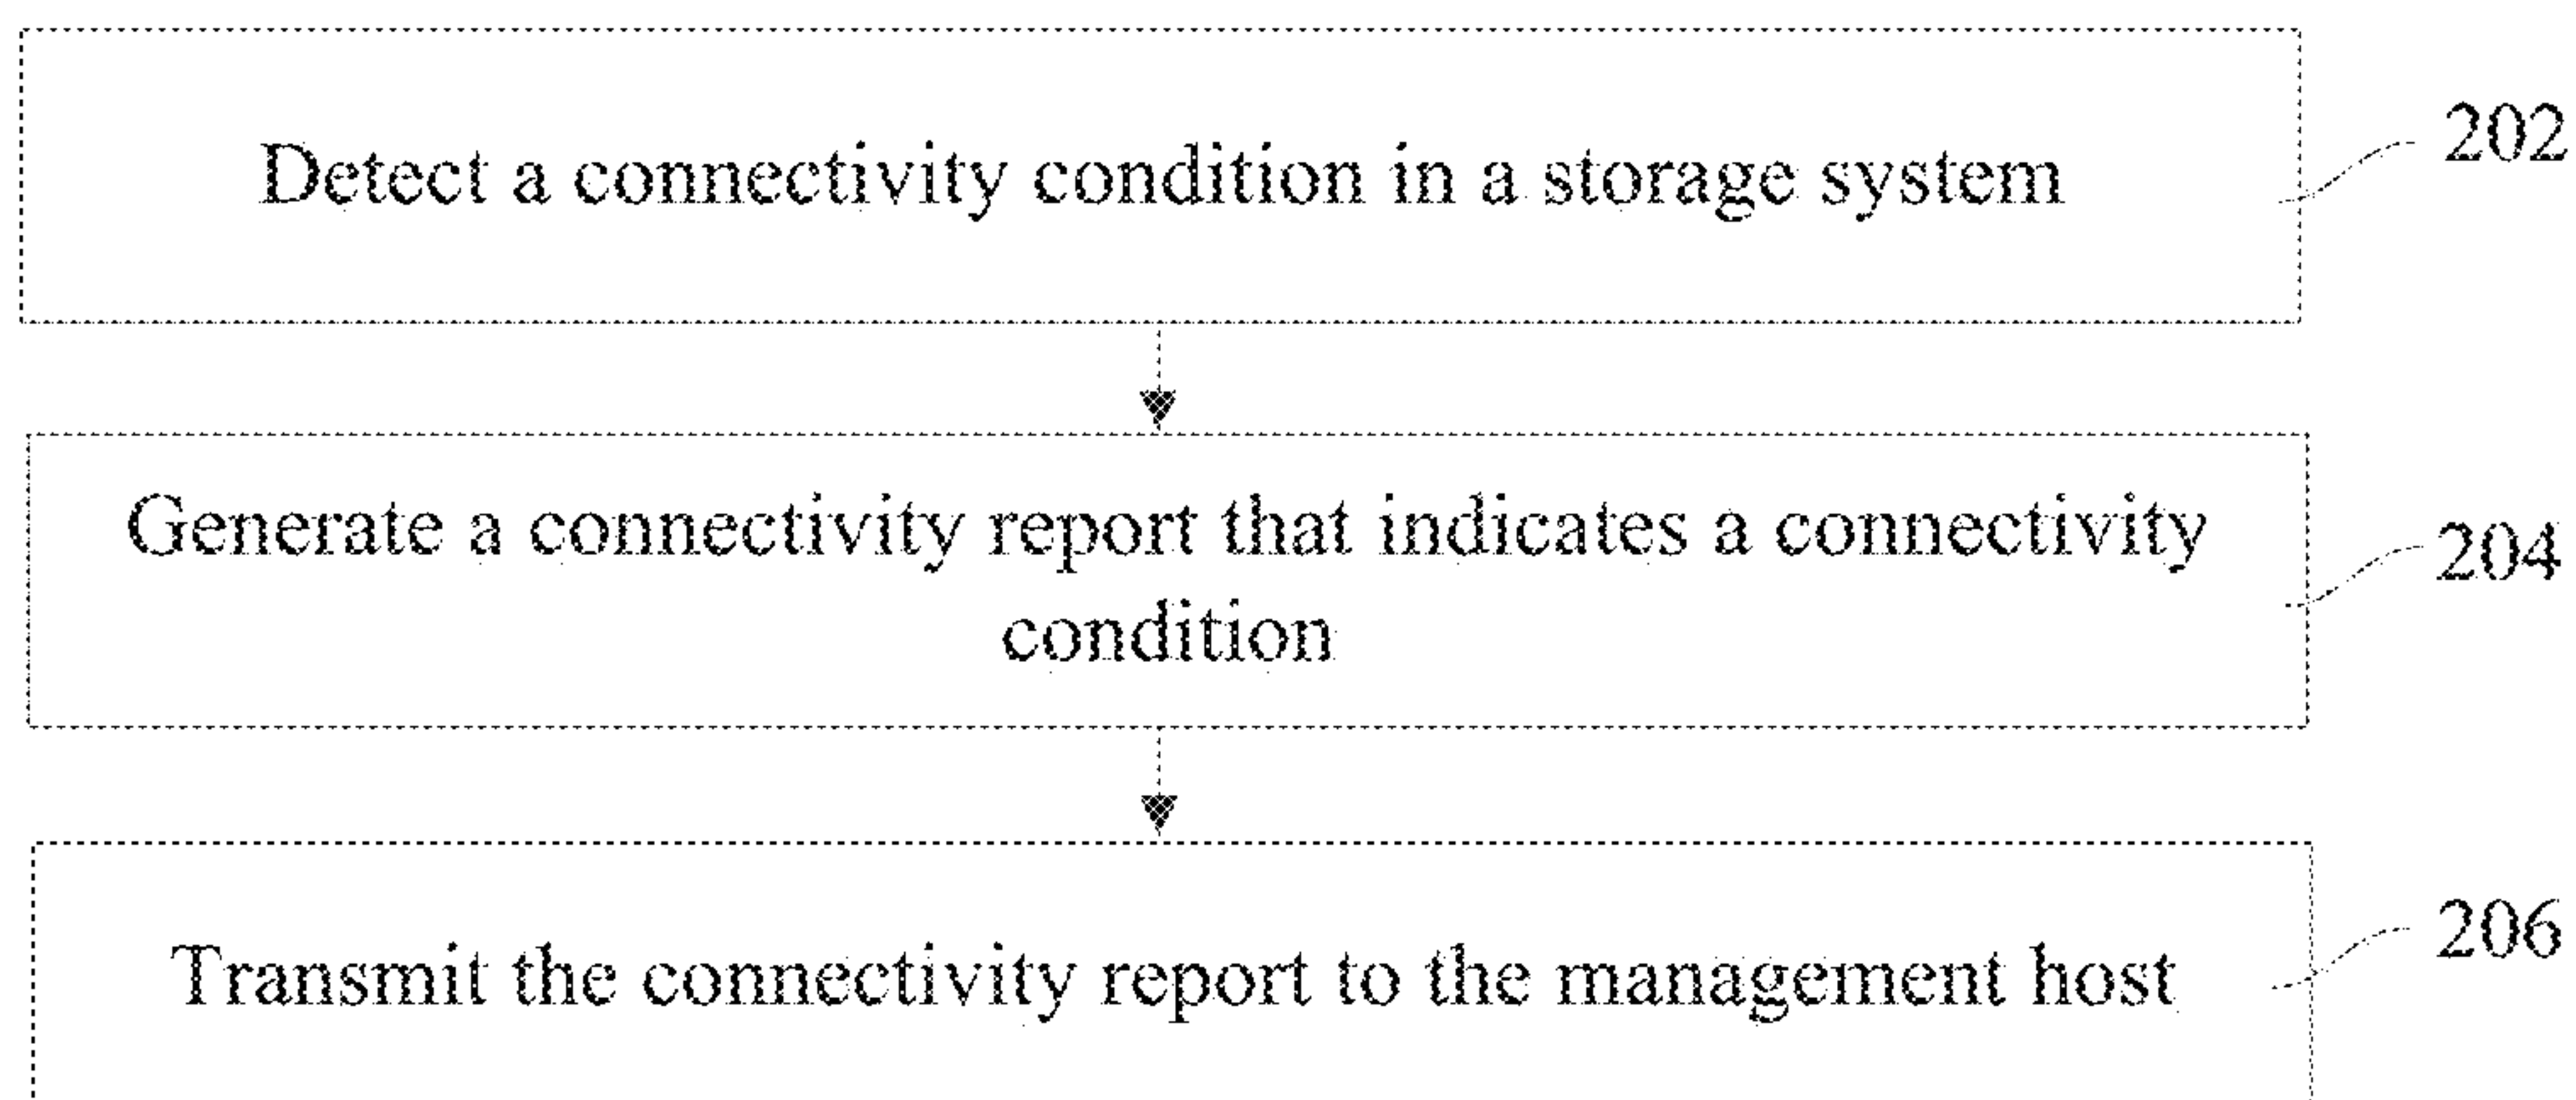 Detect a connectivity condition in a storage system
202
Generate a connectivity report that indicates a connectivity
condition
204
Transmit the connectivity report to the management host
206